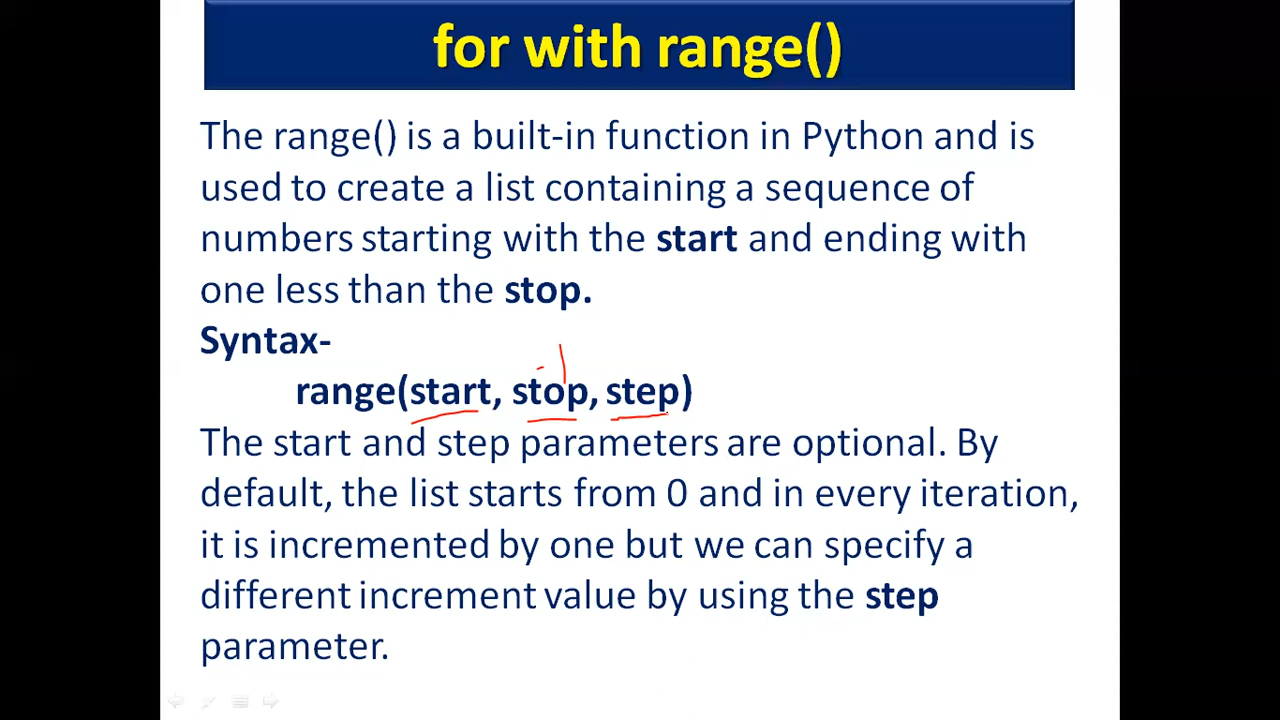 for with range()
The range() is a built-in function in Python and is
used to create a list containing a sequence of
numbers starting with the start and ending with
one less than the stop.
Syntax-
range(start, stop, step)
The start and step parameters are optional. By
default, the list starts from 0 and in every iteration,
it is incremented by one but we can specify a
different increment value by using the step
parameter.